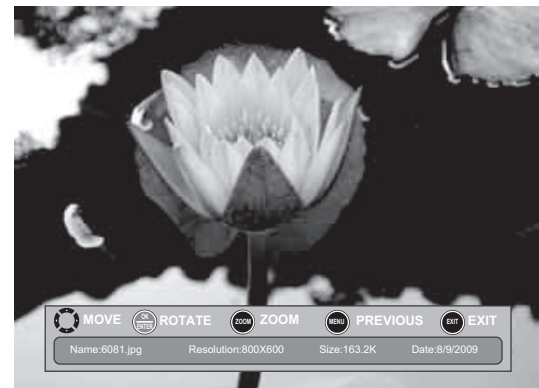 MOVE OK ENTER ROTATE ZOOM ZOOM MENU PREVIOUS EXIT EXIT
Name:6081.jpg Resolution:800X600 Size:163.2K Date:8/9/2009